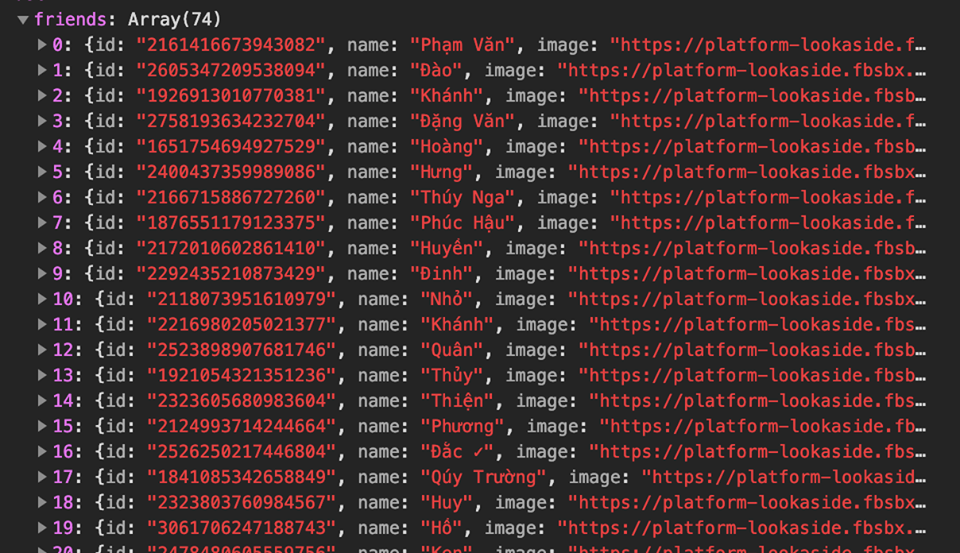 ▼friends: Array(74)
▶0: {id: "2161416673943082", name: "Phạm Văn", image: "https://platform-lookaside.f…
▶1: {id: "2605347209538094", name: "Đào", image: "https://platform-lookaside.fbsbx.…
▶2: {id: "1926913010770381", name: "Khánh", image: "https://platform-lookaside.fbsb…
▶3: {id: "2758193634232704", name: "Đặng Văn", image: "https://platform-lookaside.f…
▶4: {id: "1651754694927529", name: "Hoàng", image: "https://platform-lookaside.fbsb…
▶5: {id: "2400437359989086", name: "Hưng", image: "https://platform-lookaside.fbsbx…
▶6: {id: "2166715886727260", name: "Thúy Nga", image: "https://platform-lookaside.f…
▶7: {id: "1876551179123375", name: "Phúc Hậu", image: "https://platform-lookaside.f…
▶8: {id: "2172010602861410", name: "Huyền", image: "https://platform-lookaside.fbsb…
▶9: {id: "2292435210873429", name: "Đinh", image: "https://platform-lookaside.fbsbx…
▶10: {id: "2118073951610979", name: "Nhỏ", image: "https://platform-lookaside.fbsbx…
▶11: {id: "2216980205021377", name: "Khánh", image: "https://platform-lookaside.fbs…
▶12: {id: "2523898907681746", name: "Quân", image: "https://platform-lookaside.fbsb…
▶13: {id: "1921054321351236", name: "Thủy", image: "https://platform-lookaside.fbsb…
▶14: {id: "2323605680983604", name: "Thiện", image: "https://platform-lookaside.fbs…
▶15: {id: "2124993714244664", name: "Phương", image: "https://platform-lookaside.fb…
▶16: {id: "2526250217446804", name: "Đắc ✓", image: "https://platform-lookaside.fbs…
▶17: {id: "1841085342658849", name: "Qúy Trường", image: "https://platform-lookasid…
▶18: {id: "2323803760984567", name: "Huy", image: "https://platform-lookaside.fbsbx…
▶19: {id: "3061706247188743", name: "Hồ", image: "https://platform-lookaside.fbsbx.…